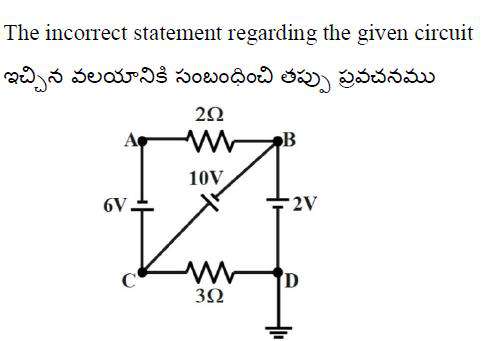 The incorrect statement regarding the given circuit
ఇచ్చిన వలయానికి సంబంధించి తప్పు ప్రవచనము
2Ω
A
B
10V
6V
2V
C
D
3Ω